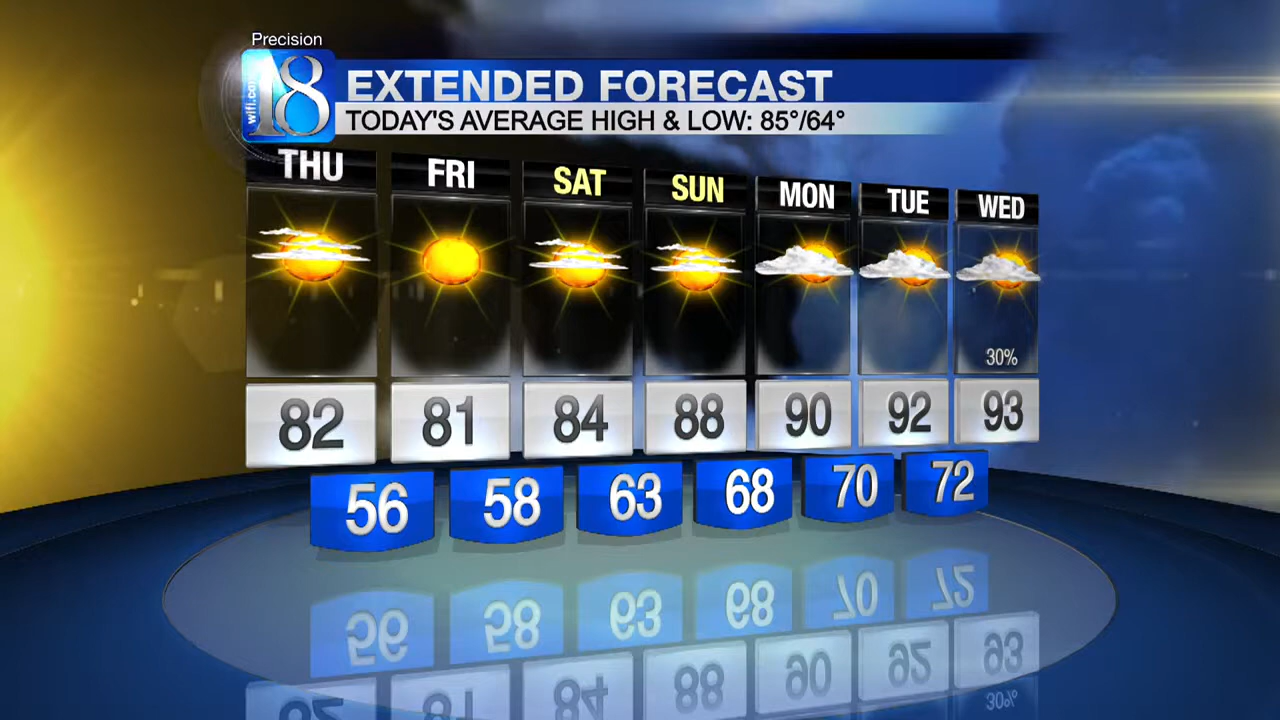 Precision
wlfi.com
18
EXTENDED FORECAST
TODAY'S AVERAGE HIGH & LOW: 85°/64°
THU FRI SAT SUN MON TUE WED
30%
82 81 84 88 90 92 93
56 58 63 68 70 72